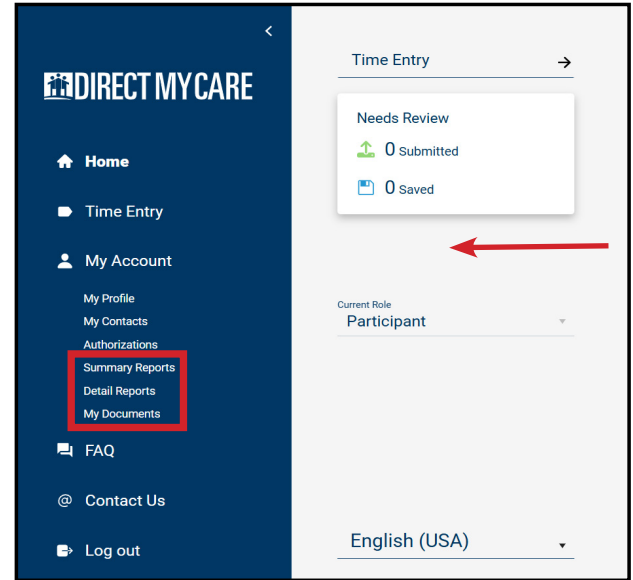 DIRECT MY CARE
Home
Time Entry
My Account
My Profile
My Contacts
Authorizations
Summary Reports
Detail Reports
My Documents
FAQ
@ Contact Us
Log out
Time Entry
Needs Review
0 Submitted
0 Saved
Current Role
Participant
English (USA)